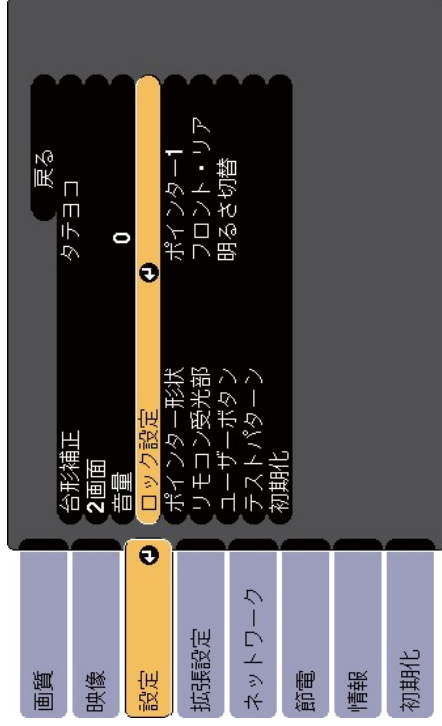 画質
映像
設定
拡張設定
ネットワーク
節電
情報
初期化
戻る
台形補正 タテヨコ
2画面
音量 0
ロック設定
ポインター形状 ポインター1
リモコン受光部 フロント・リア
ユーザーボタン 明るさ切替
テストパターン
初期化